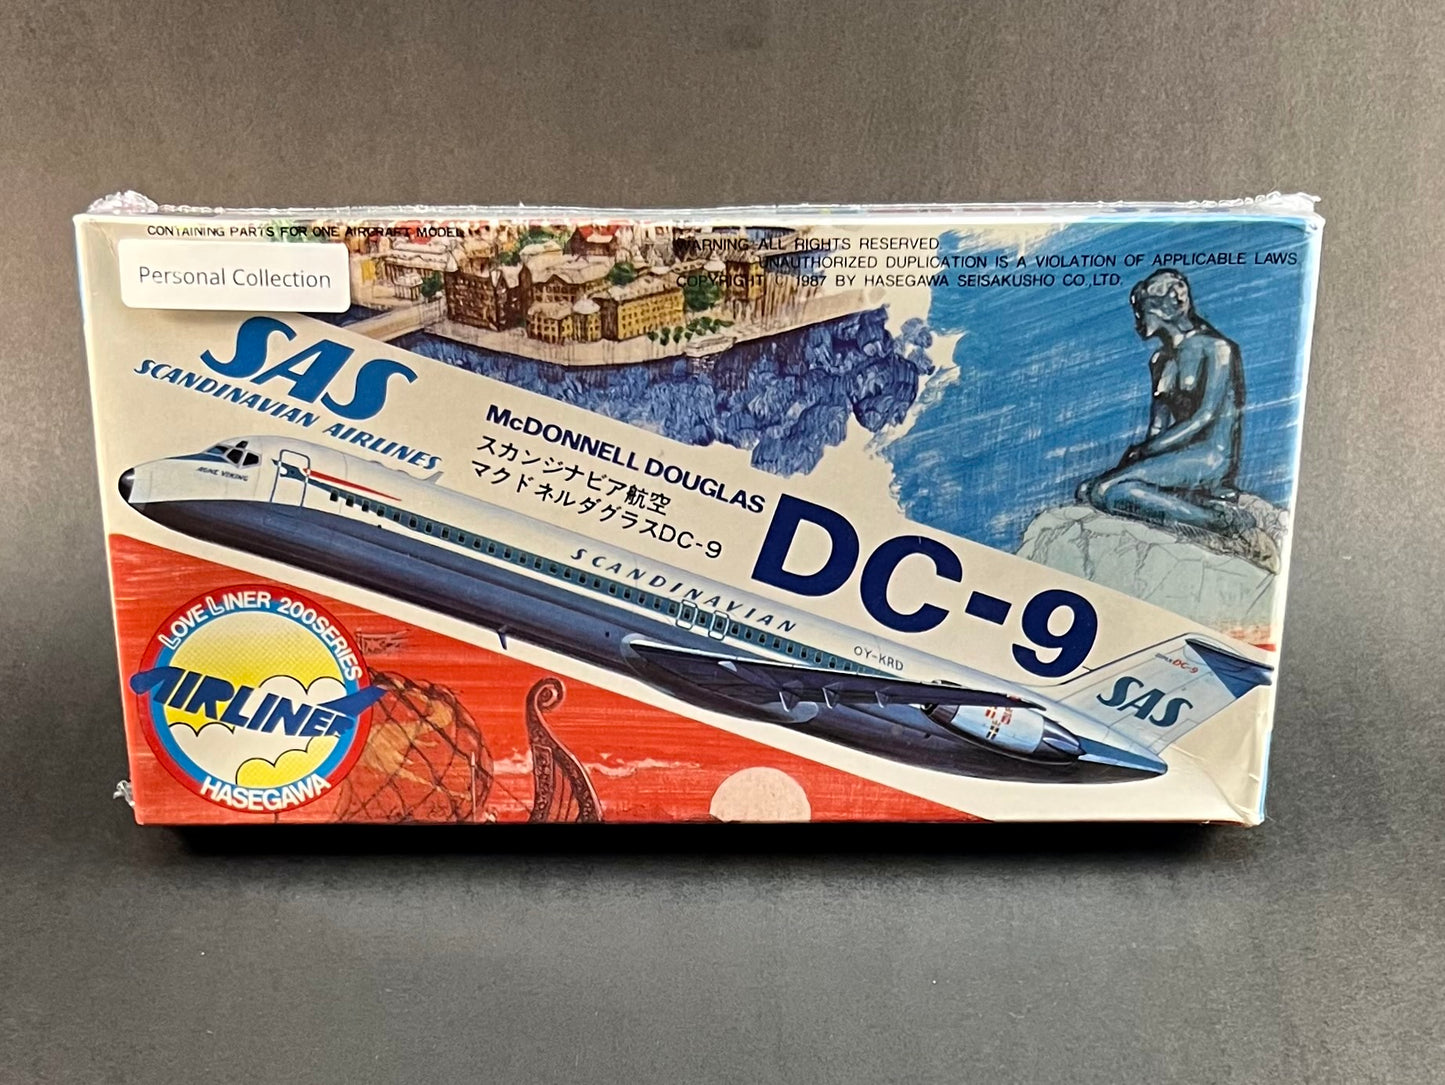 CONTAINING PARTS FOR ONE AIRCRAFT MODEL
Personal Collection
WARNING ALL RIGHTS RESERVED.
UNAUTHORIZED DUPLICATION IS A VIOLATION OF APPLICABLE LAWS
COPYRIGHT © 1987 BY HASEGAWA SEISAKUSHO CO.,LTD.
SAS
SCANDINAVIAN AIRLINES
McDONNELL DOUGLAS
スカンジナビア航空
マクドネルダグラスDC-9
DC-9
VIKING
SCANDINAVIAN
OY-KRD
DC-9
SAS
LOVE LINER 200SERIES
AIRLINER
HASEGAWA